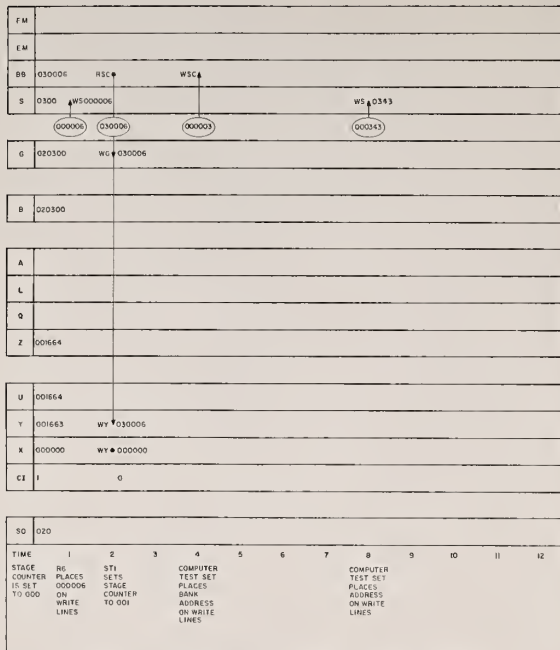 FM
EM
BB 030006 RSC WSC
S 0300 WS000006 WS 0343
000006 030006 000003 000343
G 020300 WG 030006
B 020300
A
L
Q
Z 001664
U 001664
Y 001663 WY 030006
X 000000 WY 000000
CI 1 0
SQ 020
TIME 1 2 3 4 5 6 7 8 9 10 11 12
STAGE R6 ST1 COMPUTER COMPUTER
COUNTER PLACES SETS TEST SET TEST SET
IS SET 000006 STAGE PLACES PLACES
TO 000 ON COUNTER BANK ADDRESS
WRITE TO 001 ADDRESS ON WRITE
LINES ON WRITE LINES
LINES